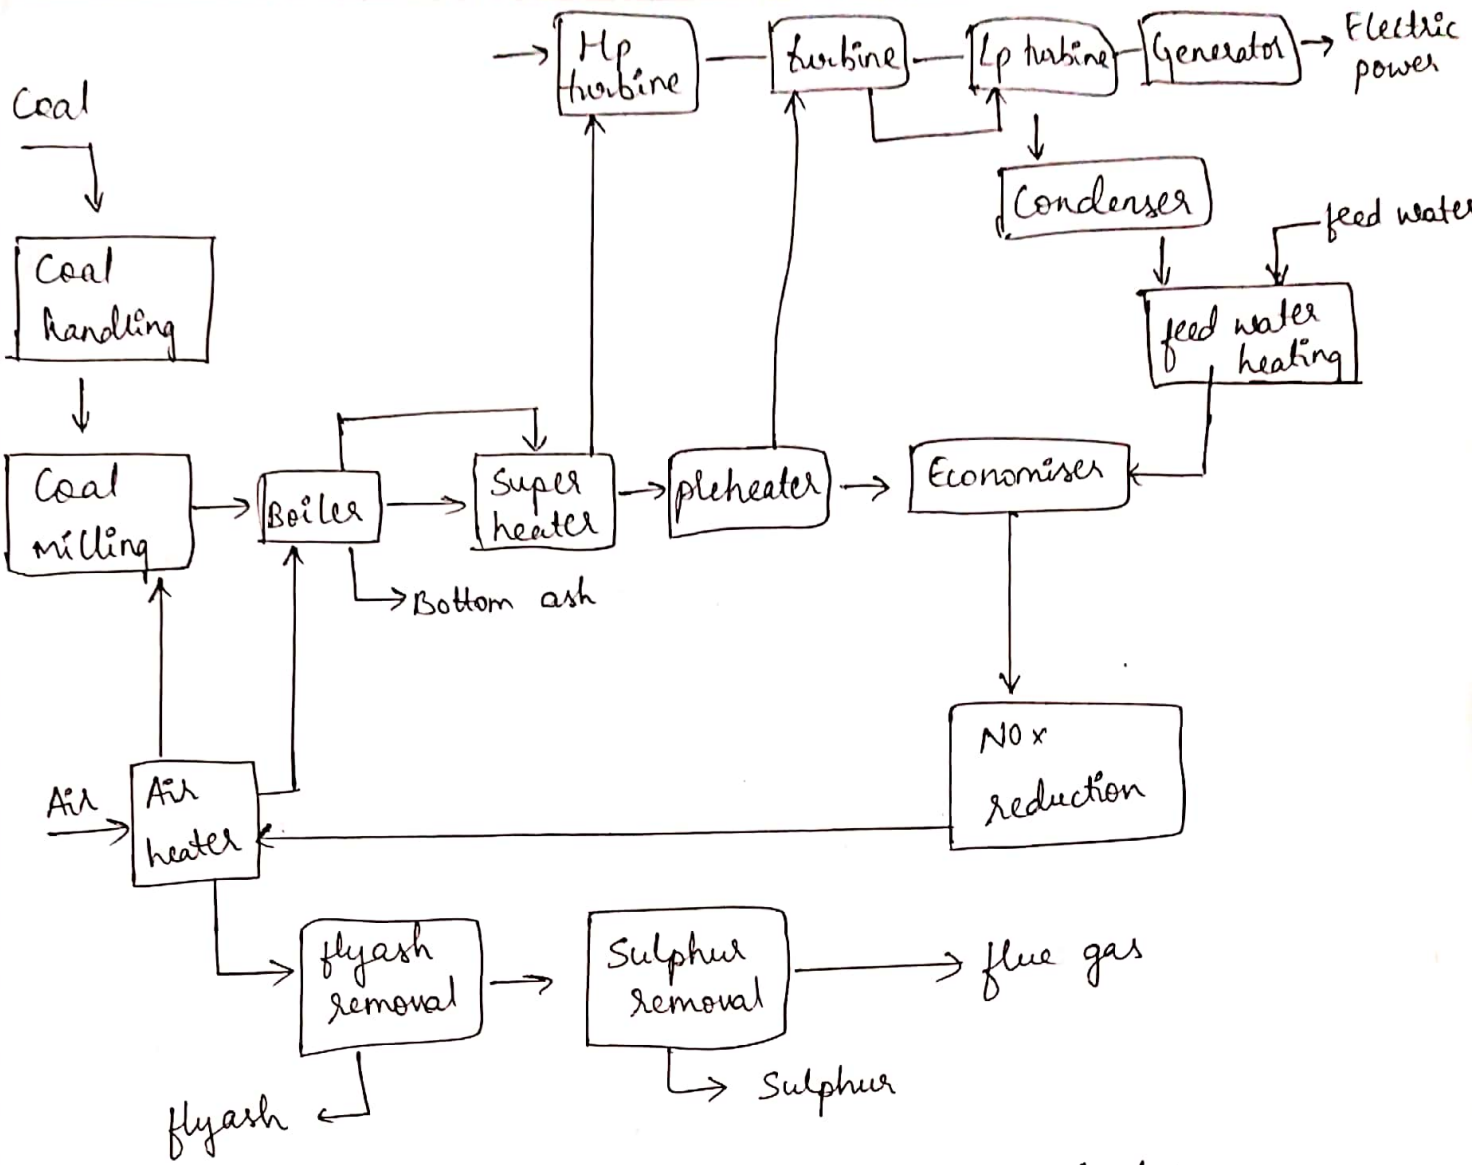 Hp
turbine
turbine
Lp turbine
Generator
Electric
power
Coal
Condenser
feed water
Coal
handling
feed water
heating
Coal
milling
Boiler
Super
heater
pleheater
Economiser
Bottom ash
NOx
reduction
Air
Air
heater
flyash
removal
Sulphur
removal
flue gas
Sulphur
flyash